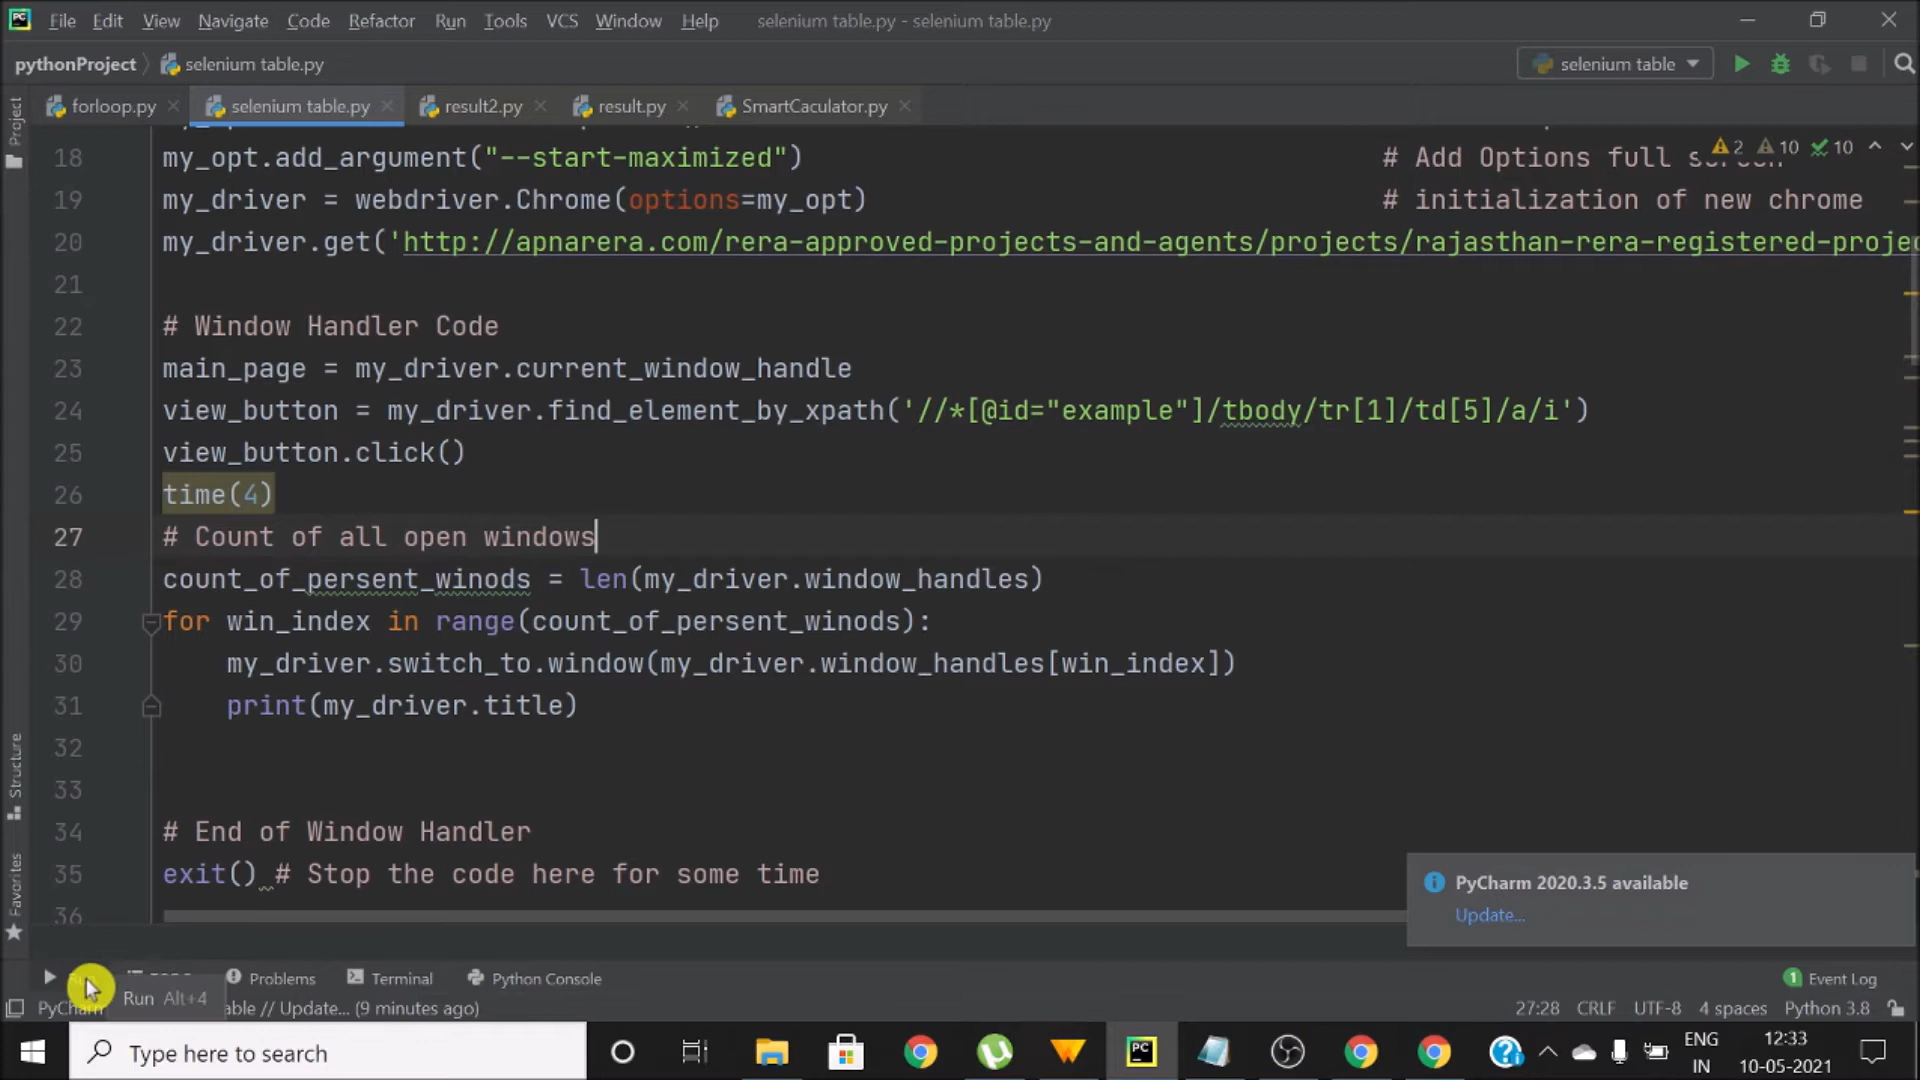 File Edit View Navigate Code Refactor Run Tools VCS Window Help selenium table.py - selenium table.py
pythonProject selenium table.py selenium table
forloop.py selenium table.py result2.py result.py SmartCaculator.py
2 10 10
18 my_opt.add_argument("--start-maximized") # Add Options full screen
19 my_driver = webdriver.Chrome(options=my_opt) # initialization of new chrome
20 my_driver.get('http://apnarera.com/rera-approved-projects-and-agents/projects/rajasthan-rera-registered-proje
21
22 # Window Handler Code
23 main_page = my_driver.current_window_handle
24 view_button = my_driver.find_element_by_xpath('//*[@id="example"]/tbody/tr[1]/td[5]/a/i')
25 view_button.click()
26 time(4)
27 # Count of all open windows
28 count_of_persent_winods = len(my_driver.window_handles)
29 for win_index in range(count_of_persent_winods):
30 my_driver.switch_to.window(my_driver.window_handles[win_index])
31 print(my_driver.title)
32
33
34 # End of Window Handler
35 exit() # Stop the code here for some time
36
Project
Structure
Favorites
PyCharm 2020.3.5 available
Update...
Problems Terminal Python Console 1 Event Log
Run Alt+4
PyCharm able // Update... (9 minutes ago) 27:28 CRLF UTF-8 4 spaces Python 3.8
Type here to search
ENG
IN
12:33
10-05-2021